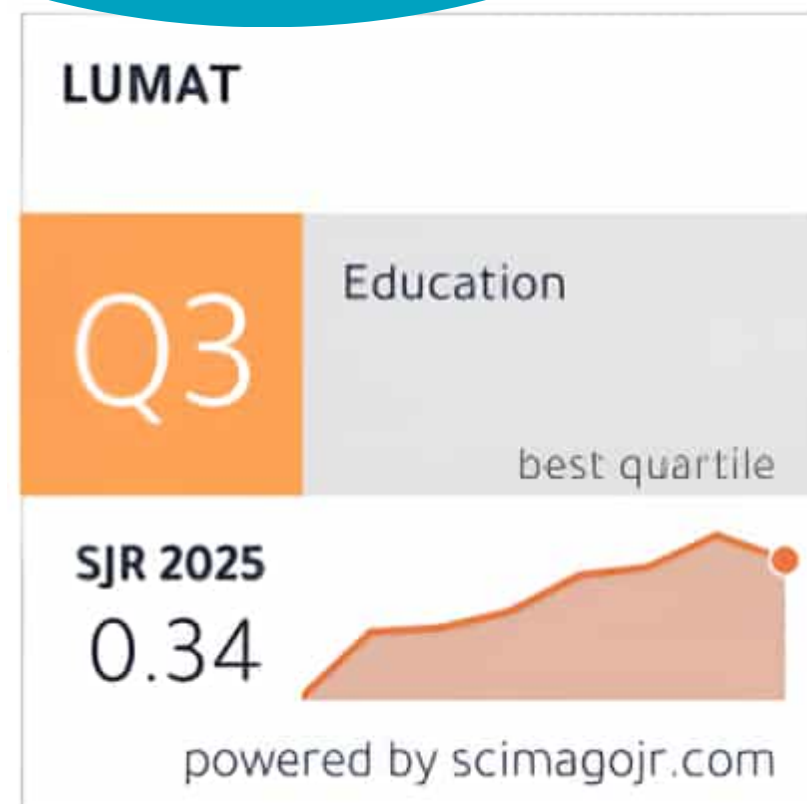 LUMAT
Q3
Education
best quartile
SJR 2025
0.34
powered by scimagojr.com